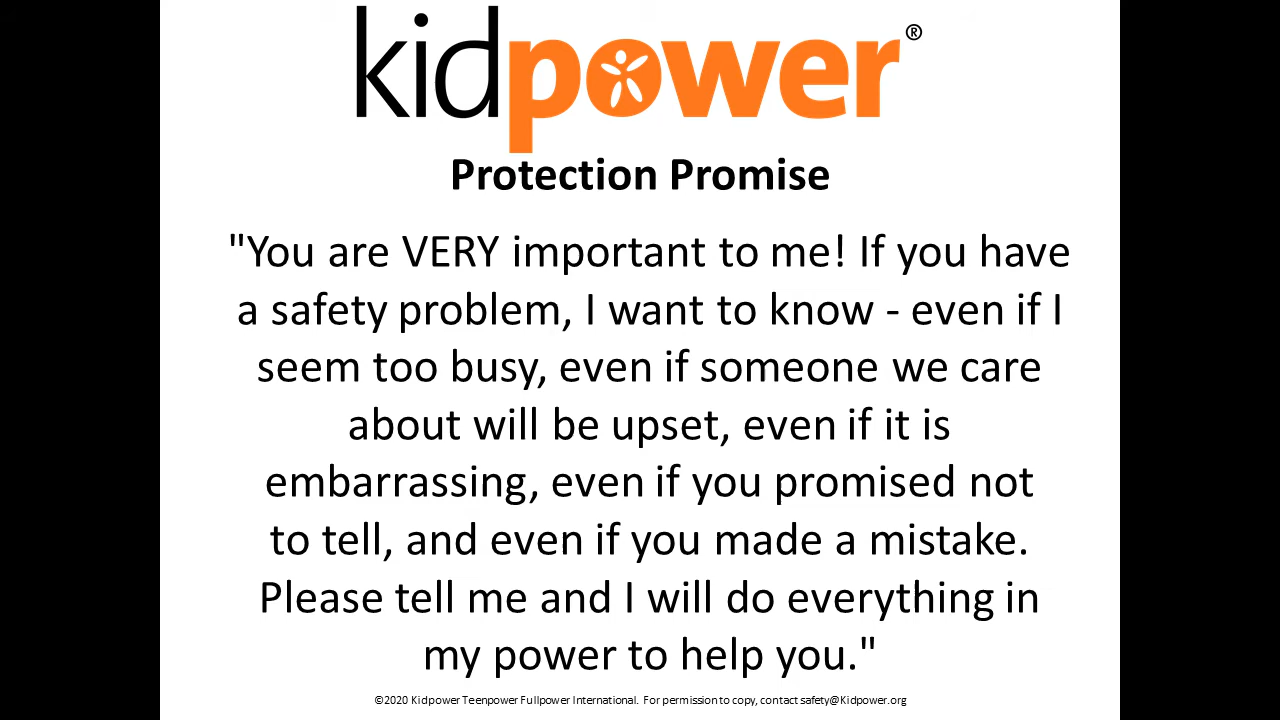 kidpower®
Protection Promise
"You are VERY important to me! If you have
a safety problem, I want to know - even if I
seem too busy, even if someone we care
about will be upset, even if it is
embarrassing, even if you promised not
to tell, and even if you made a mistake.
Please tell me and I will do everything in
my power to help you."
©2020 Kidpower Teenpower Fullpower International. For permission to copy, contact safety@Kidpower.org